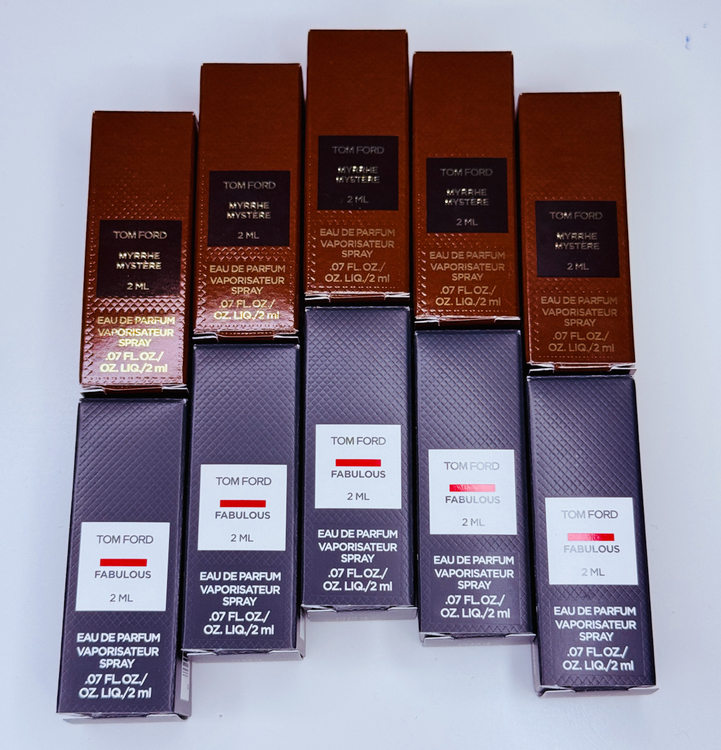 TOM FORD
MYRRHE
MYSTÈRE
2 ML
EAU DE PARFUM
VAPORISATEUR
SPRAY
.07 FL.OZ./
OZ. LIQ./2 ml
TOM FORD
MYRRHE
MYSTÈRE
2 ML
EAU DE PARFUM
VAPORISATEUR
SPRAY
.07 FL.OZ./
OZ. LIQ./2 ml
TOM FORD
MYRRHE
MYSTÈRE
2 ML
EAU DE PARFUM
VAPORISATEUR
SPRAY
.07 FL.OZ./
OZ. LIQ./2 ml
TOM FORD
MYRRHE
MYSTÈRE
2 ML
EAU DE PARFUM
VAPORISATEUR
SPRAY
.07 FL.OZ./
OZ. LIQ./2 ml
TOM FORD
MYRRHE
MYSTÈRE
2 ML
EAU DE PARFUM
VAPORISATEUR
SPRAY
.07 FL.OZ./
OZ. LIQ./2 ml
TOM FORD
FABULOUS
2 ML
EAU DE PARFUM
VAPORISATEUR
SPRAY
.07 FL.OZ./
OZ. LIQ./2 ml
TOM FORD
FABULOUS
2 ML
EAU DE PARFUM
VAPORISATEUR
SPRAY
.07 FL.OZ./
OZ. LIQ./2 ml
TOM FORD
FABULOUS
2 ML
EAU DE PARFUM
VAPORISATEUR
SPRAY
.07 FL.OZ./
OZ. LIQ./2 ml
TOM FORD
FABULOUS
2 ML
EAU DE PARFUM
VAPORISATEUR
SPRAY
.07 FL.OZ./
OZ. LIQ./2 ml
TOM FORD
FABULOUS
2 ML
EAU DE PARFUM
VAPORISATEUR
SPRAY
.07 FL.OZ./
OZ. LIQ./2 ml